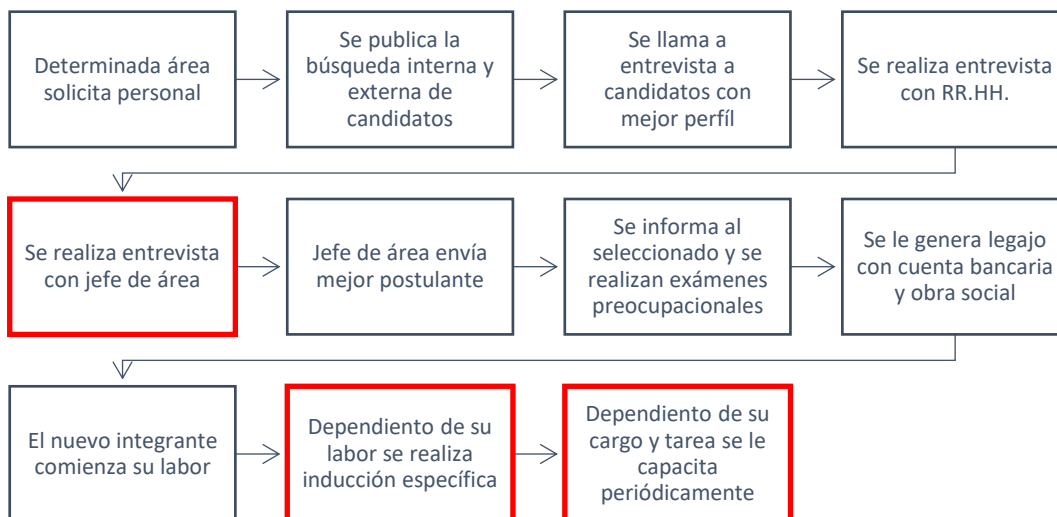 Determinada área
solicita personal
Se publica la
búsqueda interna y
externa de
candidatos
Se llama a
entrevista a
candidatos con
mejor perfíl
Se realiza entrevista
con RR.HH.
Se realiza entrevista
con jefe de área
Jefe de área envía
mejor postulante
Se informa al
seleccionado y se
realizan exámenes
preocupacionales
Se le genera legajo
con cuenta bancaria
y obra social
El nuevo integrante
comienza su labor
Dependiento de su
labor se realiza
inducción específica
Dependiento de su
cargo y tarea se le
capacita
periódicamente